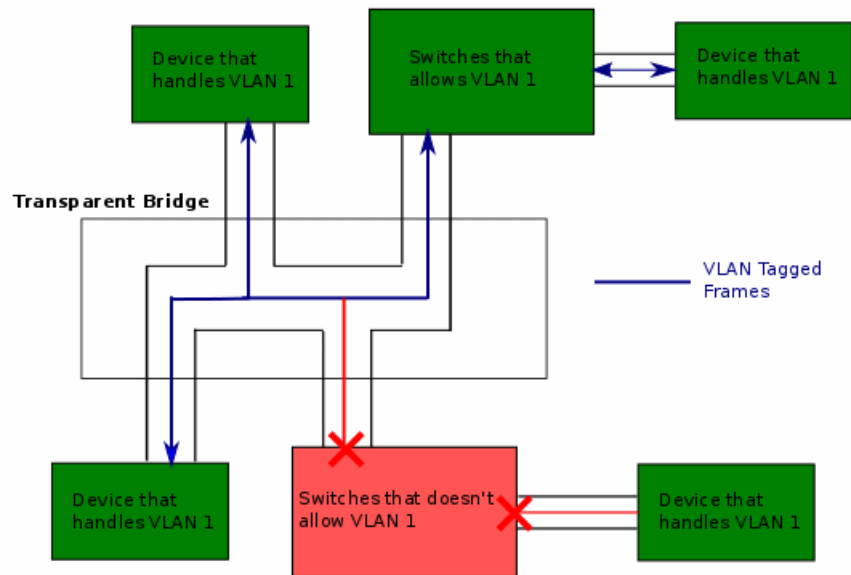 Device that
handles VLAN 1
Switches that
allows VLAN 1
Device that
handles VLAN 1
Transparent Bridge
VLAN Tagged
Frames
Device that
handles VLAN 1
Switches that doesn't
allow VLAN 1
Device that
handles VLAN 1